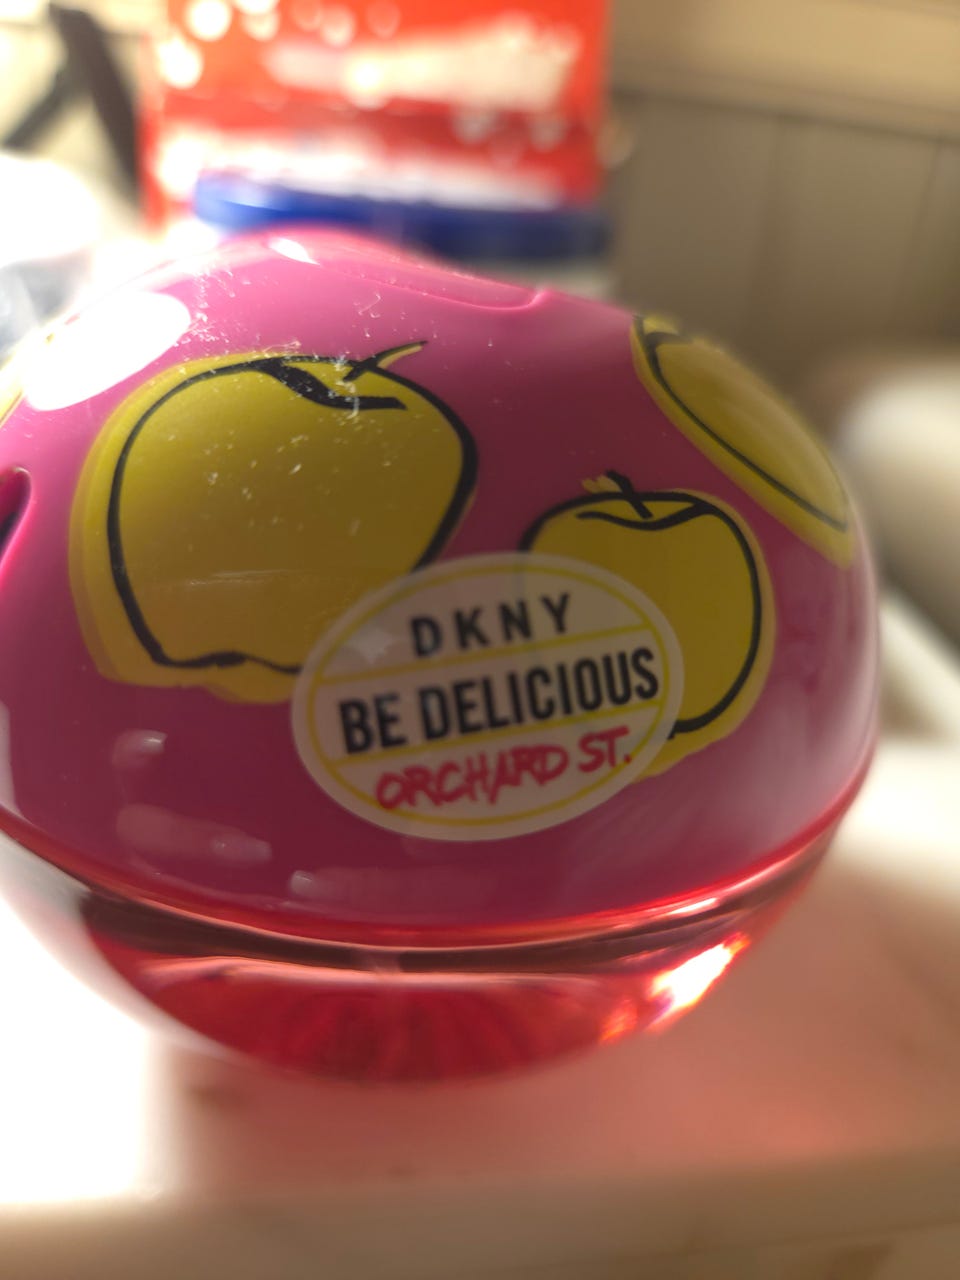 DKNY
BE DELICIOUS
ORCHARD ST.